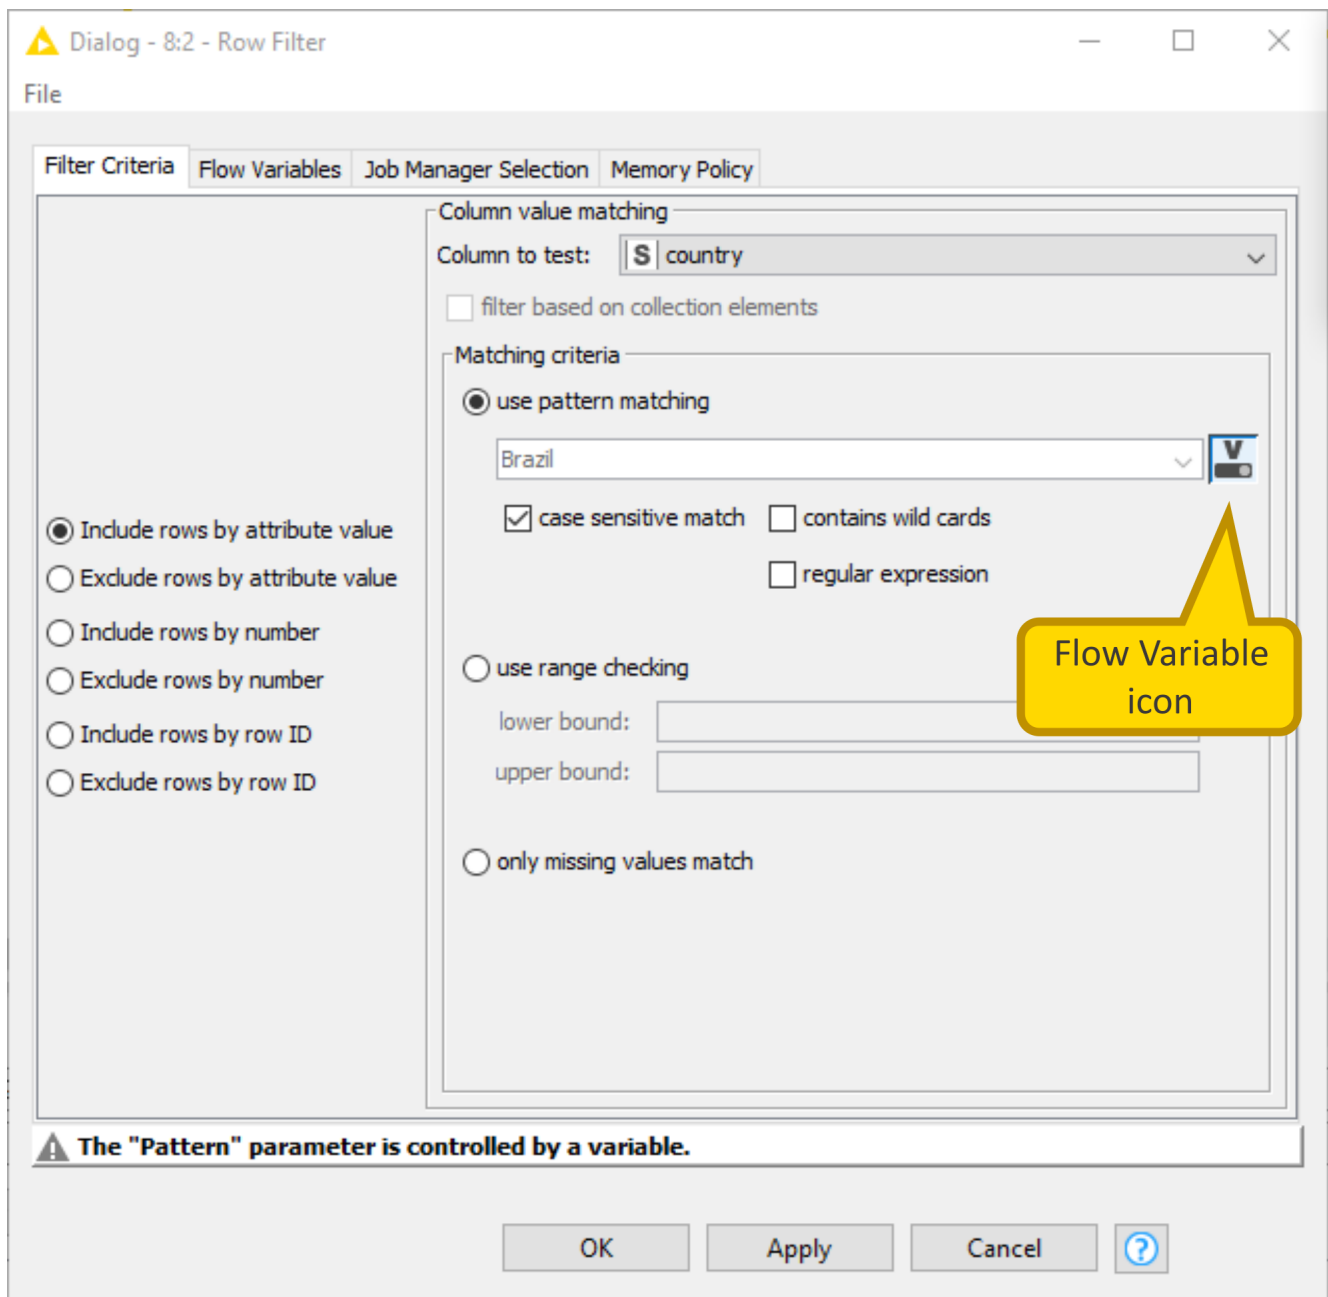 Dialog - 8:2 - Row Filter
File
Filter Criteria
Flow Variables
Job Manager Selection
Memory Policy
Column value matching
Column to test:
S country
filter based on collection elements
Matching criteria
use pattern matching
Brazil
V
case sensitive match
contains wild cards
regular expression
Include rows by attribute value
Exclude rows by attribute value
Include rows by number
Exclude rows by number
Include rows by row ID
Exclude rows by row ID
Flow Variable
icon
use range checking
lower bound:
upper bound:
only missing values match
The "Pattern" parameter is controlled by a variable.
OK
Apply
Cancel
?